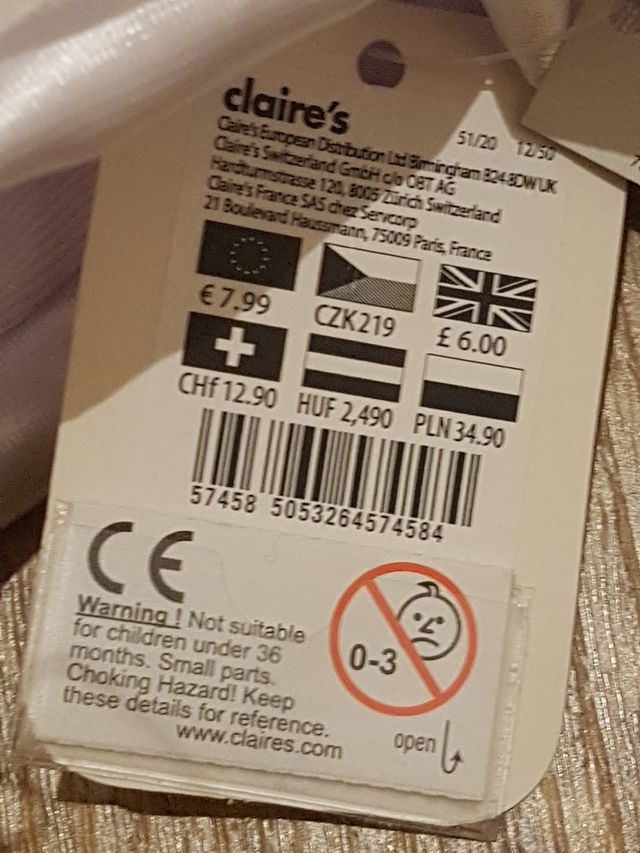 claire's
51/20 12/50
Claire's European Distribution Ltd Birmingham B24 8DW UK
Claire's Switzerland GmbH c/o OBT AG
Hardturmstrasse 120, 8005 Zürich Switzerland
Claire's France SAS chez Servcorp
21 Boulevard Haussmann, 75009 Paris, France
€ 7.99 CZK219 £ 6.00
CHf 12.90 HUF 2,490 PLN 34.90
57458 5053264574584
CE
Warning ! Not suitable
for children under 36
months. Small parts.
Choking Hazard! Keep
these details for reference.
www.claires.com
0-3
open